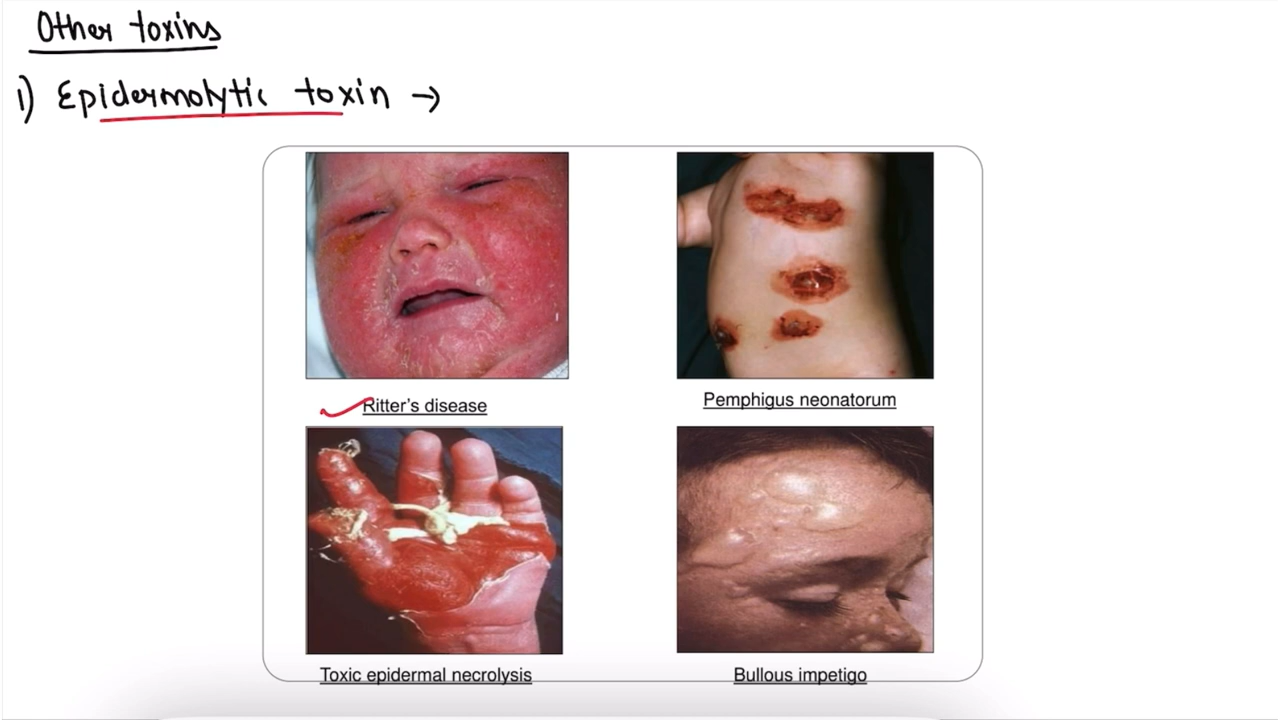 Other toxins
1) Epidermolytic toxin →
Ritter's disease
Pemphigus neonatorum
Toxic epidermal necrolysis
Bullous impetigo